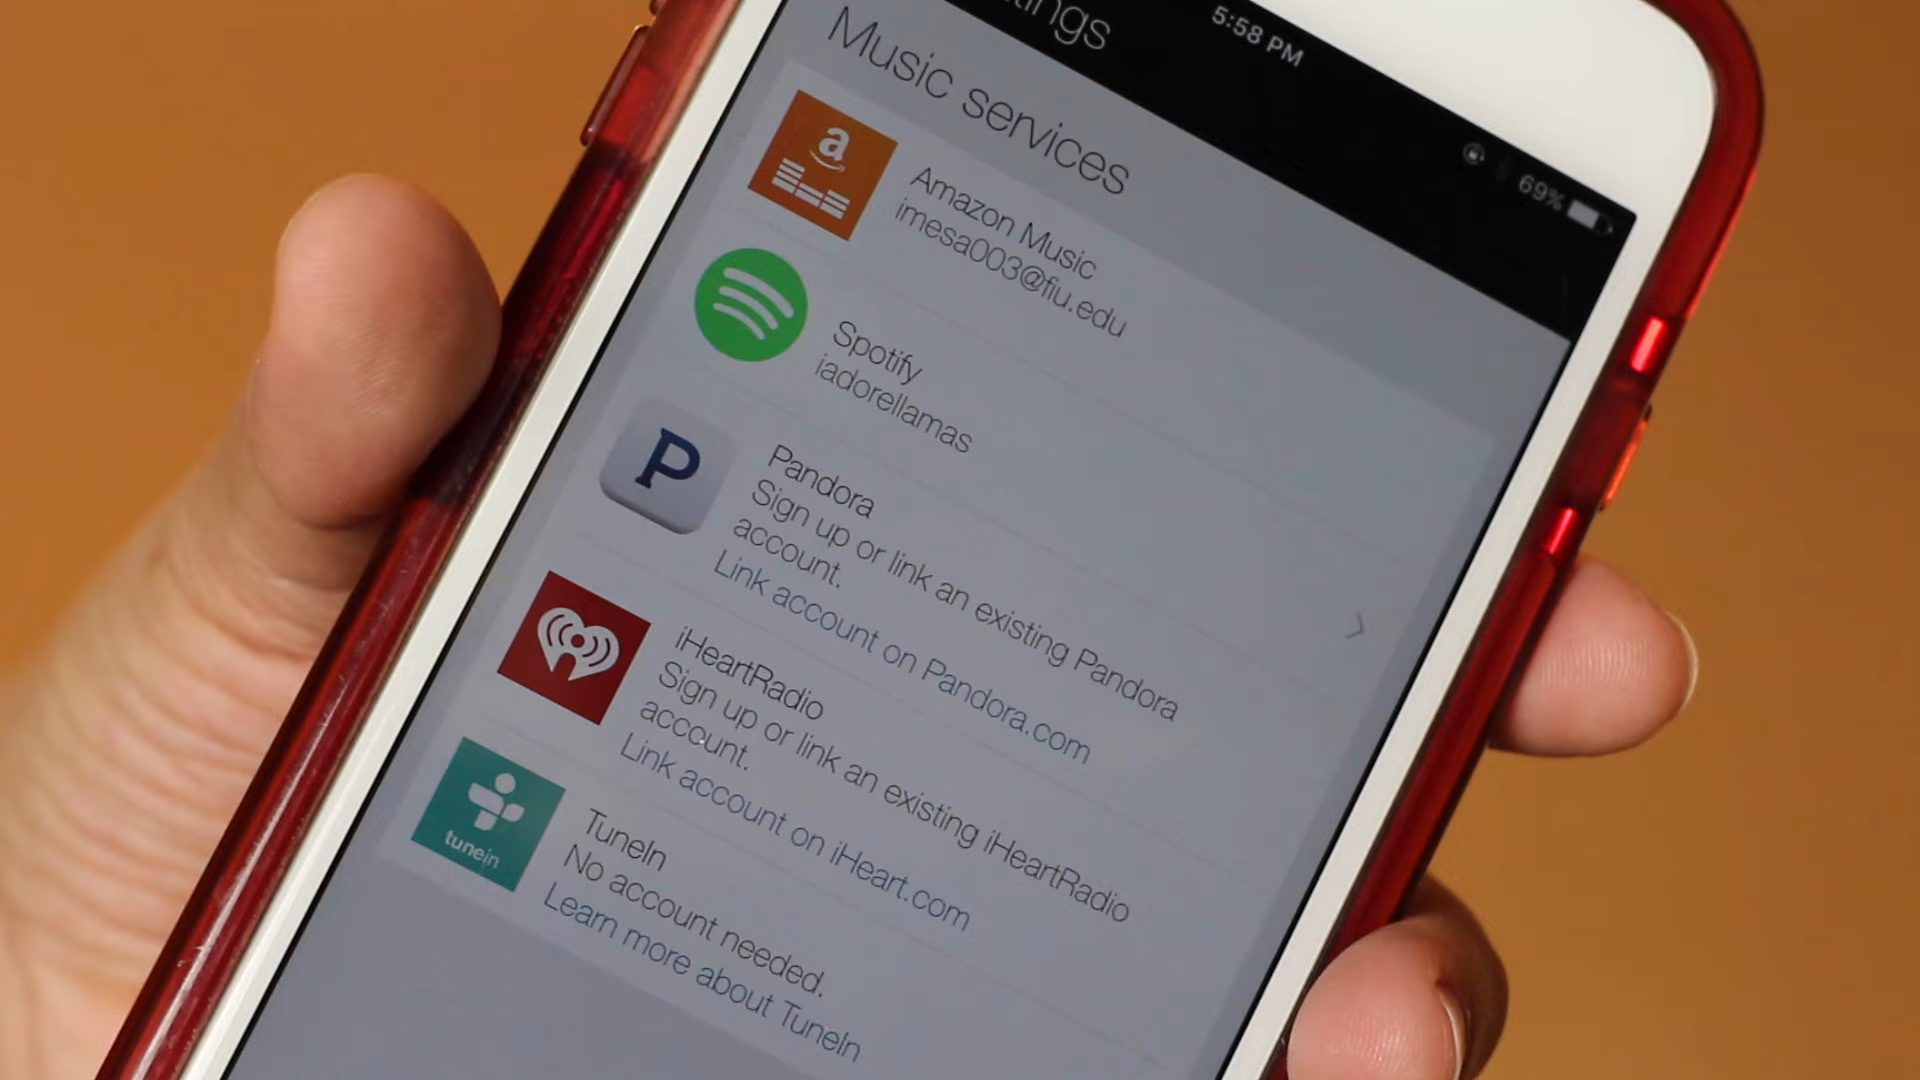 5:58 PM
69%
Music services
a
Amazon Music
imesa003@fiu.edu
Spotify
iadorellamas
P
Pandora
Sign up or link an existing Pandora
account.
Link account on Pandora.com
iHeartRadio
Sign up or link an existing iHeartRadio
account.
Link account on iHeart.com
tunein
TuneIn
No account needed.
Learn more about TuneIn